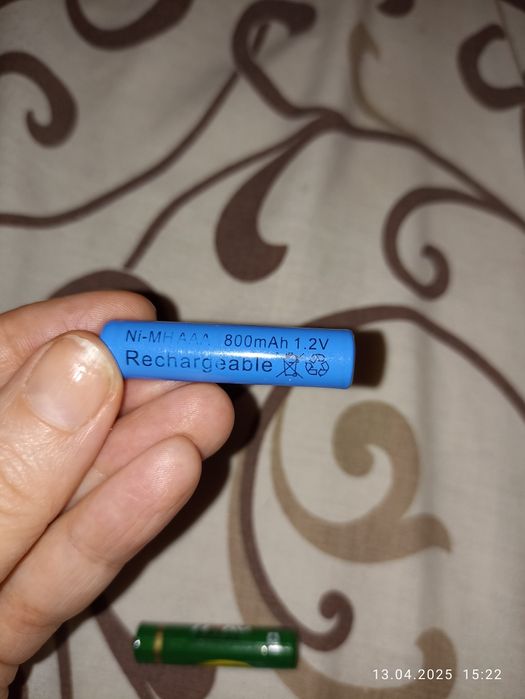 Ni-MH AAA 800mAh 1.2V
Rechargeable
13.04.2025 15:22